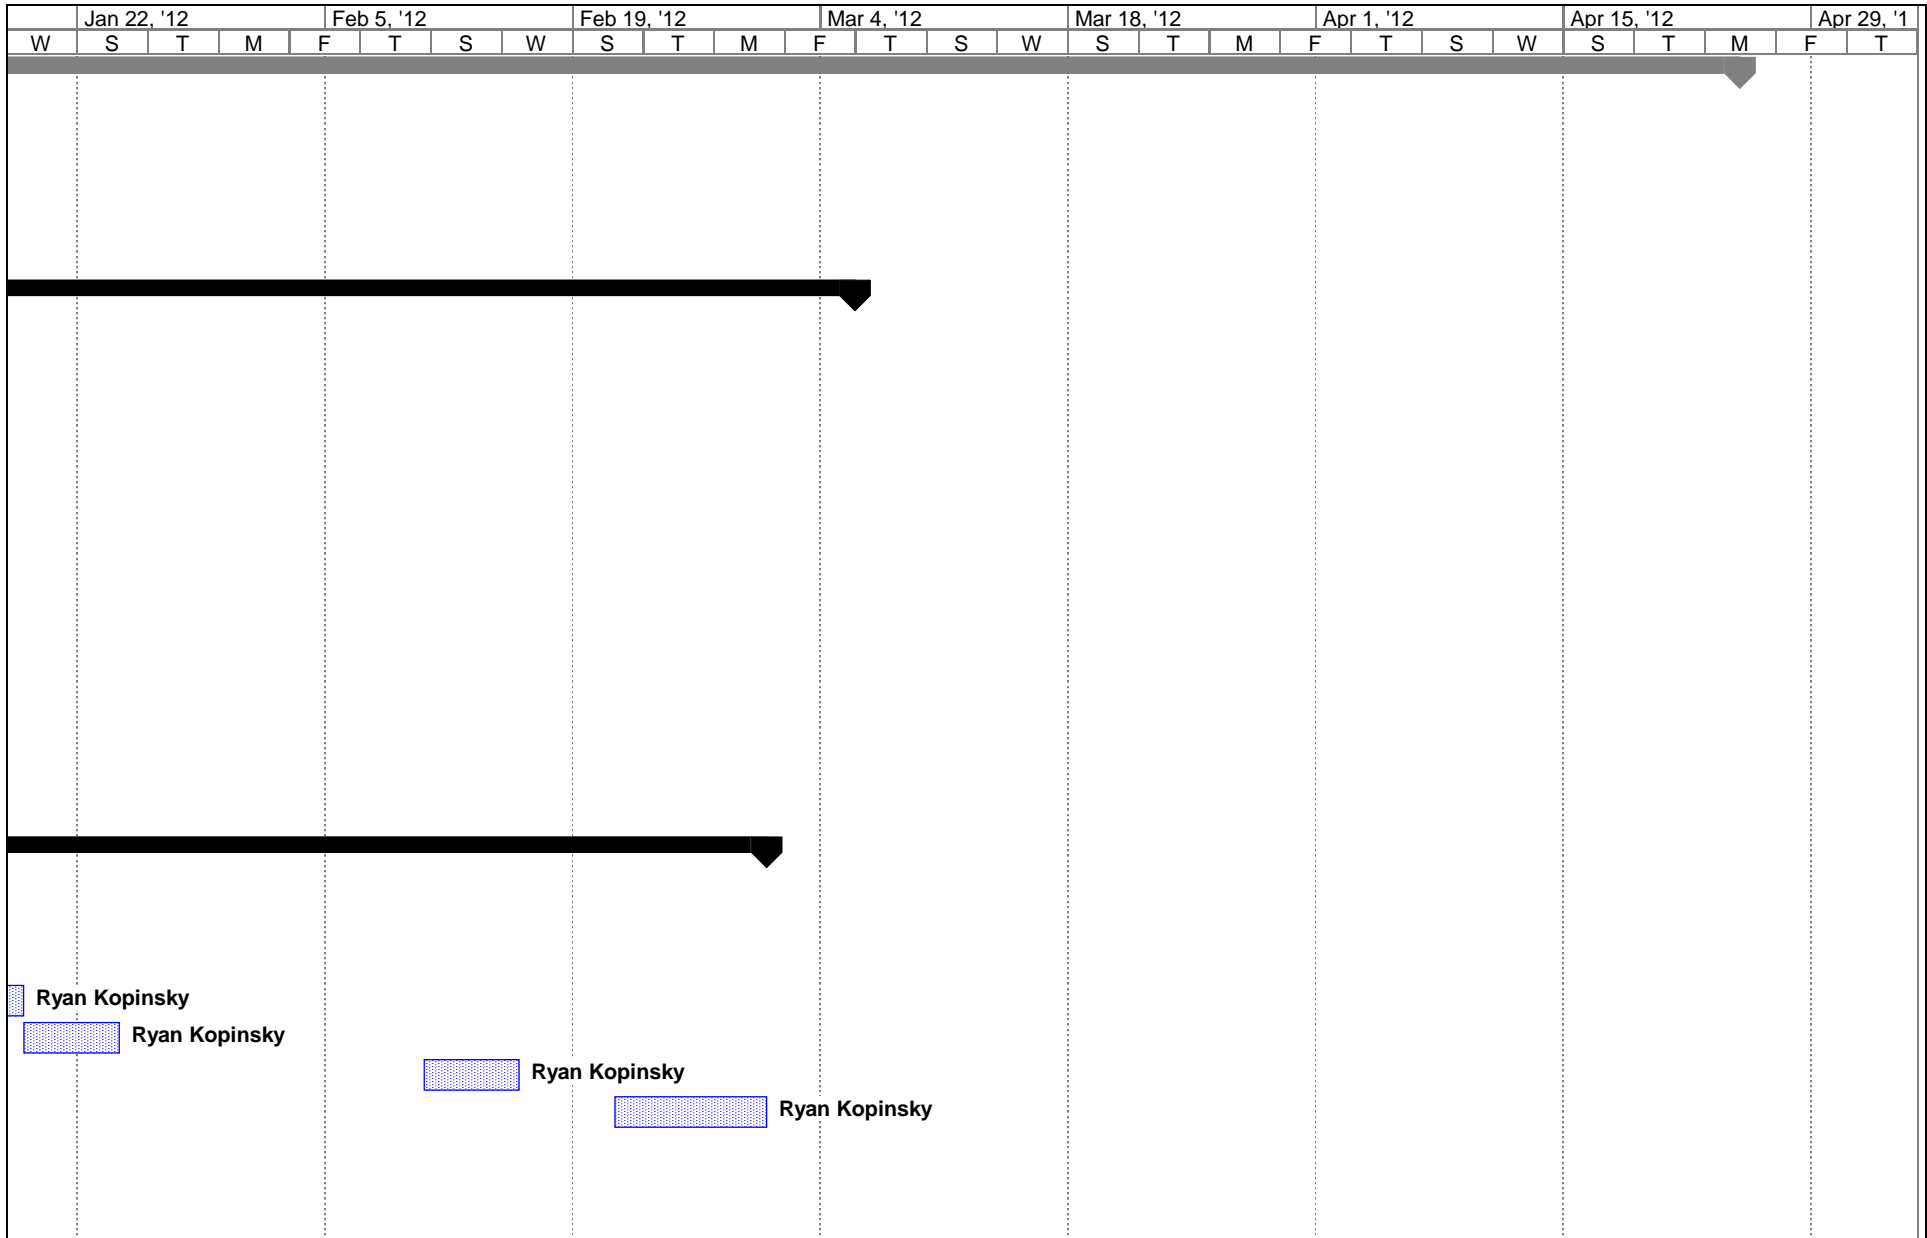 Jan 22, '12 Feb 5, '12 Feb 19, '12 Mar 4, '12 Mar 18, '12 Apr 1, '12 Apr 15, '12 Apr 29, '1
W S T M F T S W S T M F T S W S T M F T S W S T M F T
Ryan Kopinsky
Ryan Kopinsky
Ryan Kopinsky
Ryan Kopinsky